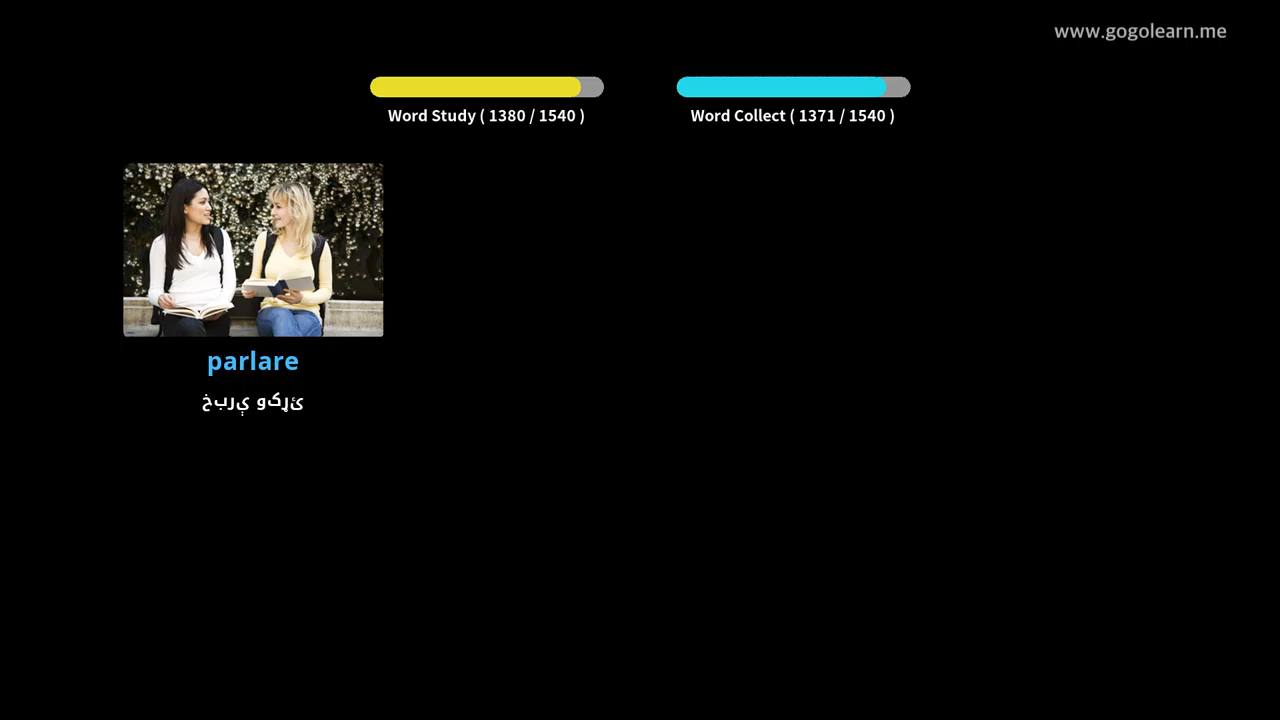 www.gogolearn.me
Word Study ( 1380 / 1540 )
Word Collect ( 1371 / 1540 )
parlare
خبرې وکړئ